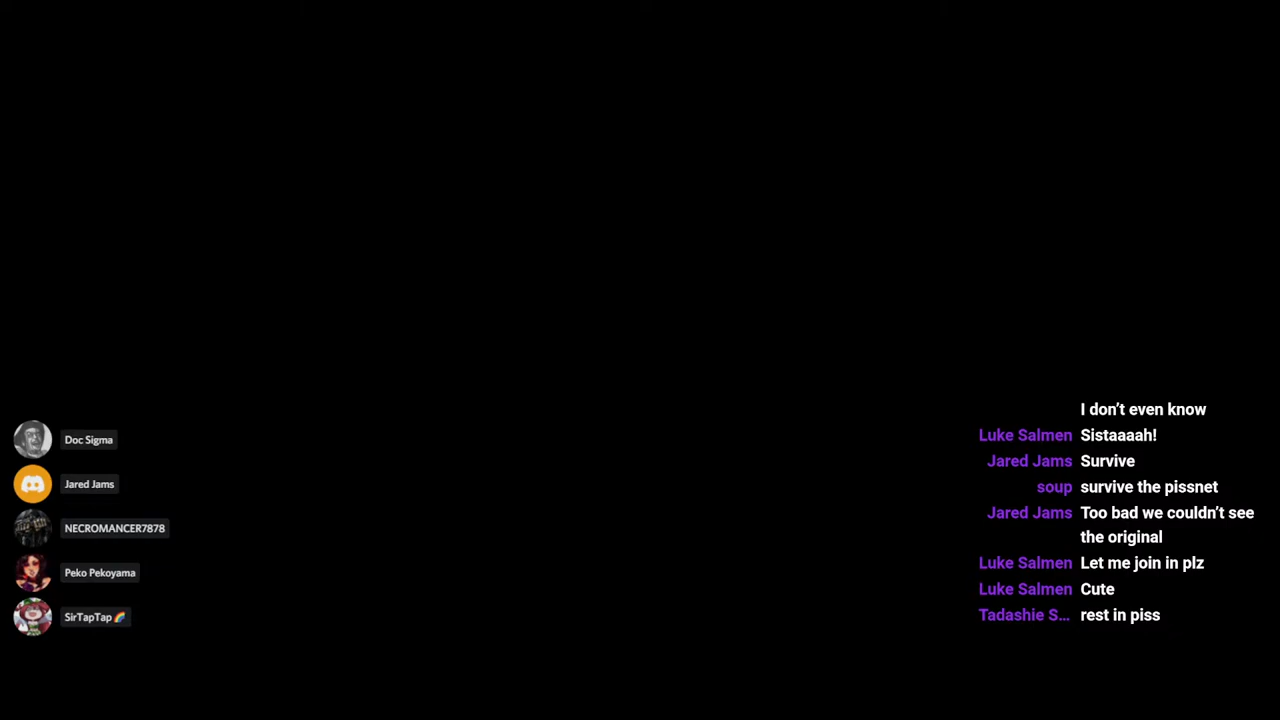 Doc Sigma
Jared Jams
NECROMANCER7878
Peko Pekoyama
SirTapTap🌈
I don’t even know
Luke Salmen Sistaaaah!
Jared Jams Survive
soup survive the pissnet
Jared Jams Too bad we couldn’t see
the original
Luke Salmen Let me join in plz
Luke Salmen Cute
Tadashie S… rest in piss